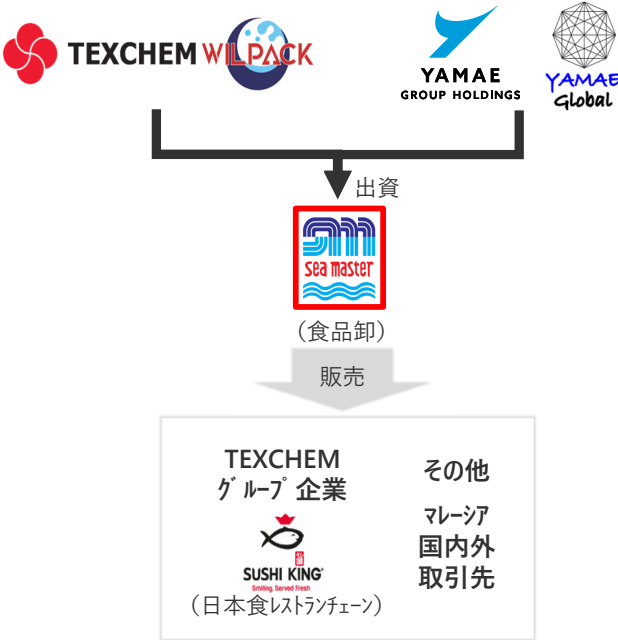 TEXCHEM WILPACK
YAMAE
GROUP HOLDINGS
YAMAE
Global
出資
sea master
(食品卸)
販売
TEXCHEM
グループ 企業
SUSHI KING
Smiling, Served Fresh
(日本食レストランチェーン)
その他
マレーシア
国内外
取引先